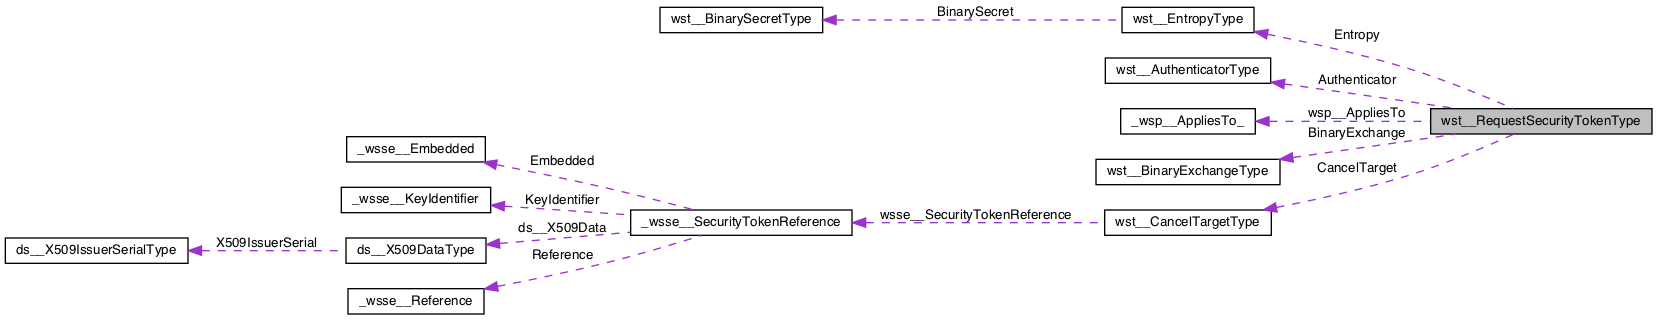 wst__BinarySecretType
BinarySecret
wst__EntropyType
Entropy
wst__AuthenticatorType
Authenticator
_wsp__AppliesTo_
wsp__AppliesTo
wst__RequestSecurityTokenType
BinaryExchange
_wsse__Embedded
Embedded
wst__BinaryExchangeType
CancelTarget
_wsse__KeyIdentifier
KeyIdentifier
_wsse__SecurityTokenReference
wsse__SecurityTokenReference
wst__CancelTargetType
ds__X509Data
ds__X509IssuerSerialType
X509IssuerSerial
ds__X509DataType
Reference
_wsse__Reference